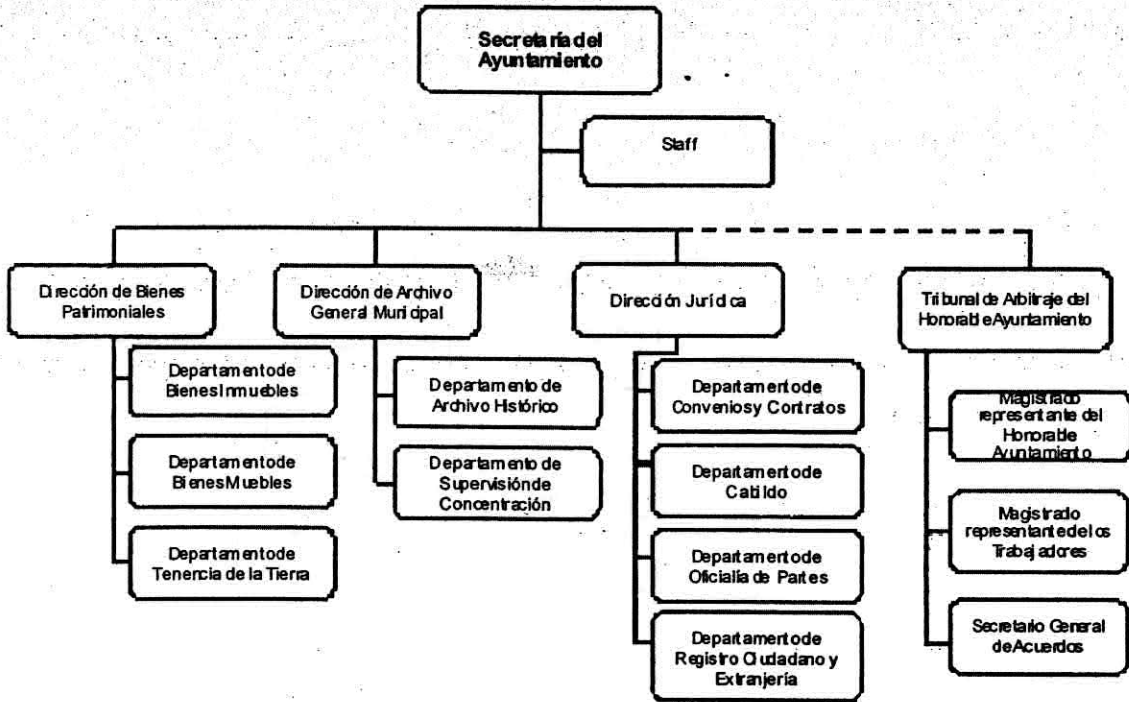 Secretaría del
Ayuntamiento
Staff
Dirección de Bienes
Patrimoniales
Dirección de Archivo
General Municipal
Dirección Jurídica
Tribunal de Arbitraje del
Honorable Ayuntamiento
Departamento de
Bienes Inmuebles
Departamento de
Bienes Muebles
Departamento de
Tenencia de la Tierra
Departamento de
Archivo Histórico
Departamento de
Supervisión de
Concentración
Departamento de
Convenios y Contratos
Departamento de
Cabildo
Departamento de
Oficialía de Partes
Departamento de
Registro Ciudadano y
Extranjería
Magistrado
representante del
Honorable
Ayuntamiento
Magistrado
representante de los
Trabajadores
Secretario General
de Acuerdos